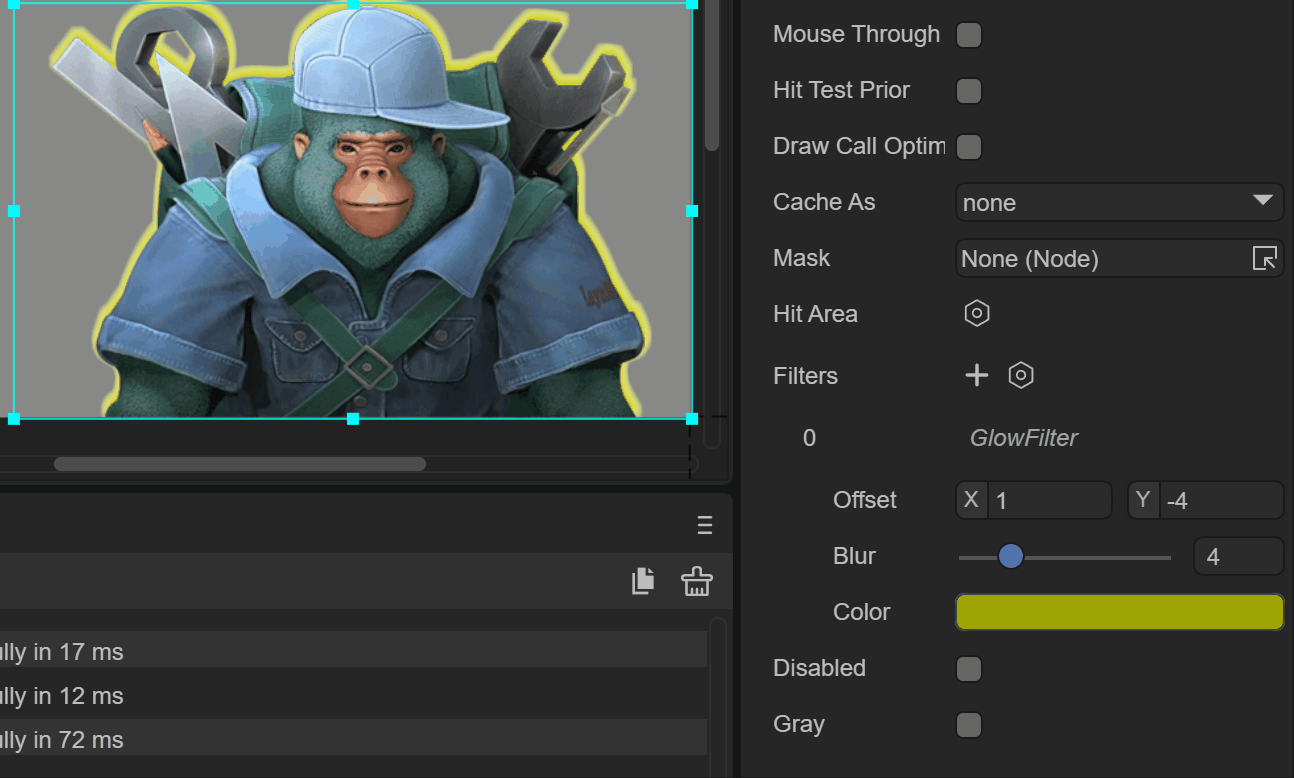 Mouse Through
Hit Test Prior
Draw Call Optim
Cache As none
Mask None (Node)
Hit Area
Filters
0 GlowFilter
Offset X 1 Y -4
Blur 4
Color
Disabled
Gray
ully in 17 ms
ully in 12 ms
ully in 72 ms